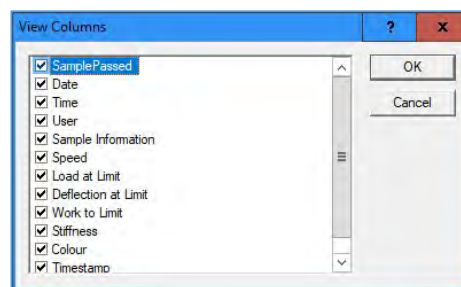 View Columns
? x
SamplePassed
OK
Date
Time
Cancel
User
Sample Information
Speed
Load at Limit
Deflection at Limit
Work to Limit
Stiffness
Colour
Timestamp